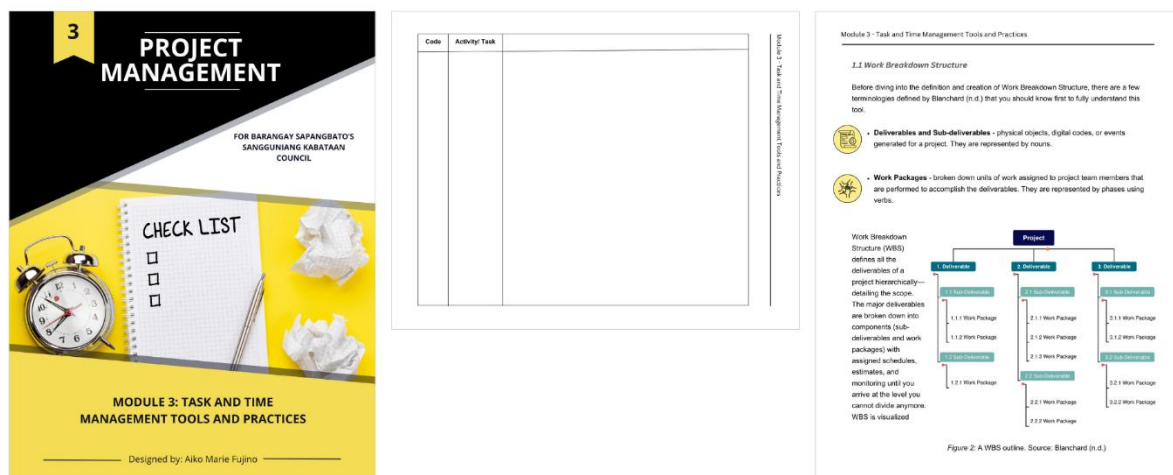 3
PROJECT
MANAGEMENT
FOR BARANGAY SAPANGBATO'S
SANGGUNIANG KABATAAN
COUNCIL
CHECK LIST
MODULE 3: TASK AND TIME
MANAGEMENT TOOLS AND PRACTICES
Designed by: Aiko Marie Fujino
Code
Activity/ Task
Module 3 - Task and Time Management Tools and Practices
Module 3 - Task and Time Management Tools and Practices
1.1 Work Breakdown Structure
Before diving into the definition and creation of Work Breakdown Structure, there are a few
terminologies defined by Blanchard (n.d.) that you should know first to fully understand this
tool.
• Deliverables and Sub-deliverables - physical objects, digital codes, or events
generated for a project. They are represented by nouns.
• Work Packages - broken down units of work assigned to project team members that
are performed to accomplish the deliverables. They are represented by phases using
verbs.
Work Breakdown
Structure (WBS)
defines all the
deliverables of a
project hierarchically—
detailing the scope.
The major deliverables
are broken down into
components (sub-
deliverables and work
packages) with
assigned schedules,
estimates, and
monitoring until you
arrive at the level you
cannot divide anymore.
WBS is visualized
Project
1. Deliverable
1.1 Sub-Deliverable
1.1.1 Work Package
1.1.2 Work Package
1.2 Sub-Deliverable
1.2.1 Work Package
2. Deliverable
2.1 Sub-Deliverable
2.1.1 Work Package
2.1.2 Work Package
2.1.3 Work Package
2.2 Sub-Deliverable
2.2.1 Work Package
2.2.2 Work Package
3. Deliverable
3.1 Sub-Deliverable
3.1.1 Work Package
3.1.2 Work Package
3.2 Sub-Deliverable
3.2.1 Work Package
3.2.2 Work Package
Figure 2: A WBS outline. Source: Blanchard (n.d.)